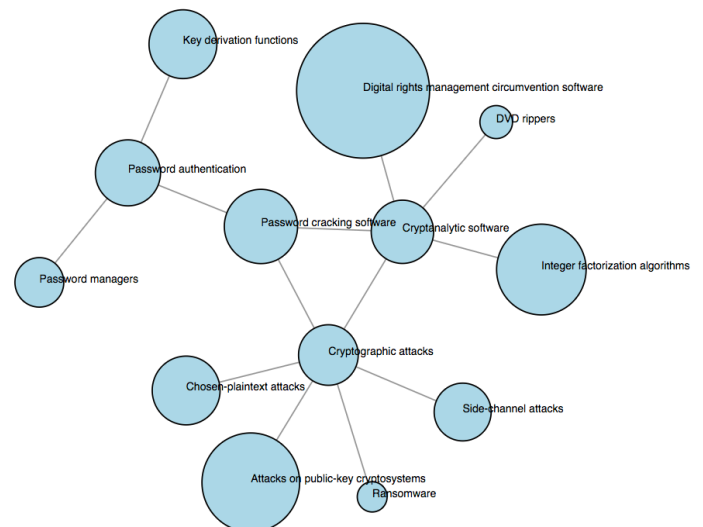 Key derivation functions
Digital rights management circumvention software
DVD rippers
Password authentication
Password cracking software
Cryptanalytic software
Integer factorization algorithms
Password managers
Cryptographic attacks
Chosen-plaintext attacks
Side-channel attacks
Attacks on public-key cryptosystems
Ransomware